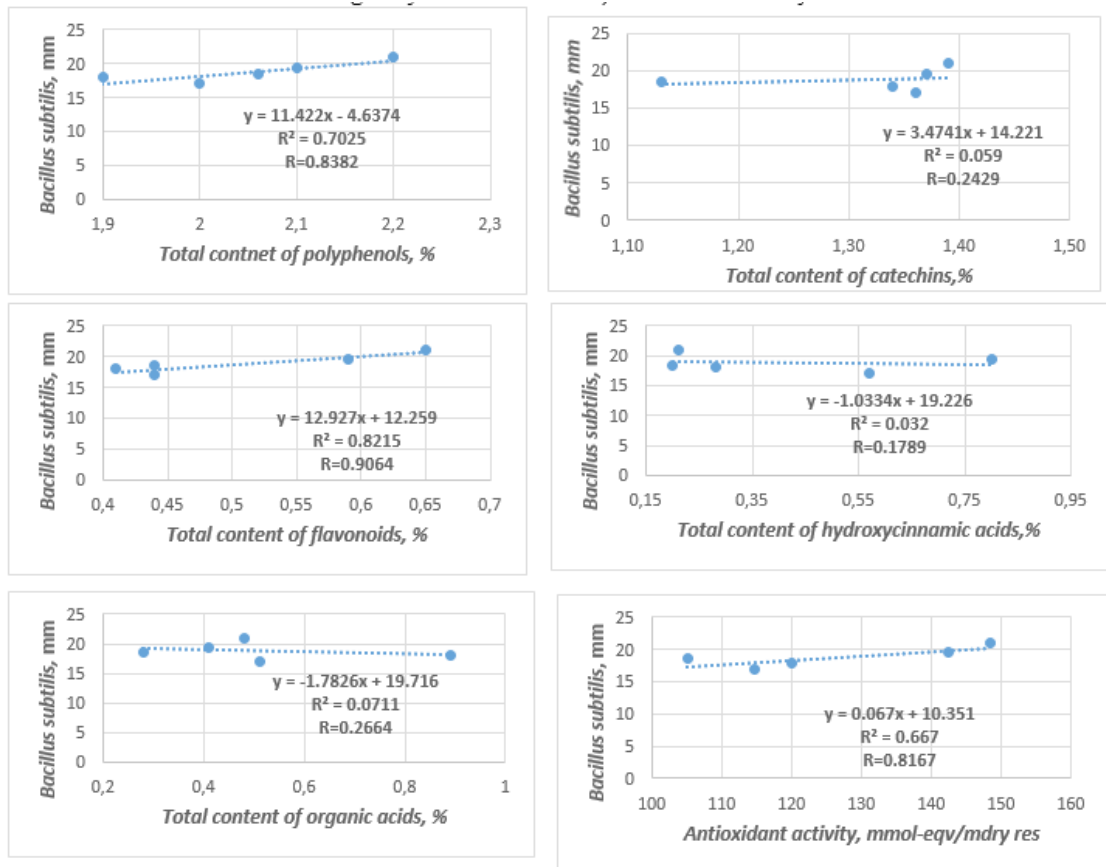 Bacillus subtilis, mm
25
20
15
10
5
0
y = 11.422x - 4.6374
R² = 0.7025
R=0.8382
1,9 2 2,1 2,2 2,3
Total contnet of polyphenols, %
Bacillus subtilis, mm
25
20
15
10
5
0
y = 3.4741x + 14.221
R² = 0.059
R=0.2429
1,10 1,20 1,30 1,40 1,50
Total content of catechins,%
Bacillus subtilis, mm
25
20
15
10
5
0
y = 12.927x + 12.259
R² = 0.8215
R=0.9064
0,4 0,45 0,5 0,55 0,6 0,65 0,7
Total content of flavonoids, %
Bacillus subtilis, mm
25
20
15
10
5
0
y = -1.0334x + 19.226
R² = 0.032
R=0.1789
0,15 0,35 0,55 0,75 0,95
Total content of hydroxycinnamic acids,%
Bacillus subtilis, mm
25
20
15
10
5
0
y = -1.7826x + 19.716
R² = 0.0711
R=0.2664
0,2 0,4 0,6 0,8 1
Total content of organic acids, %
Bacillus subtilis, mm
25
20
15
10
5
0
y = 0.067x + 10.351
R² = 0.667
R=0.8167
100 110 120 130 140 150 160
Antioxidant activity, mmol-eqv/mdry res